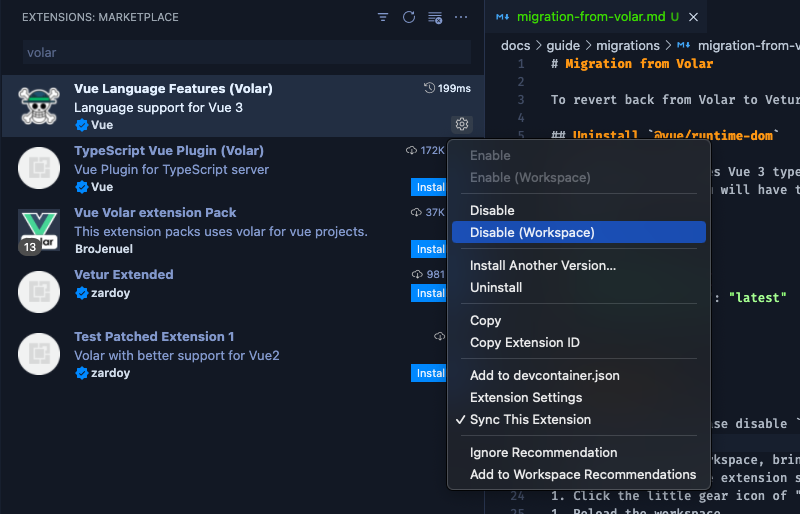 EXTENSIONS: MARKETPLACE
volar
Vue Language Features (Volar)
199ms
Language support for Vue 3
Vue
TypeScript Vue Plugin (Volar)
172K
Vue Plugin for TypeScript server
Vue
Instal
Vue Volar extension Pack
37K
This extension packs uses volar for vue projects.
BroJenuel
Instal
13
Vetur Extended
981
zardoy
Instal
Test Patched Extension 1
Volar with better support for Vue2
zardoy
Instal
Enable
Enable (Workspace)
Disable
Disable (Workspace)
Install Another Version...
Uninstall
Copy
Copy Extension ID
Add to devcontainer.json
Extension Settings
✓ Sync This Extension
Ignore Recommendation
Add to Workspace Recommendations
migration-from-volar.md U ×
docs > guide > migrations > migration-from-v
1 # Migration from Volar
2
3 To revert back from Volar to Vetur
4
5 ## Uninstall `@vue/runtime-dom`
es Vue 3 type
u will have t
: "latest"
ase disable `
kspace, brin
extension s
24 1. Click the little gear icon of "
25 1. Reload the workspace